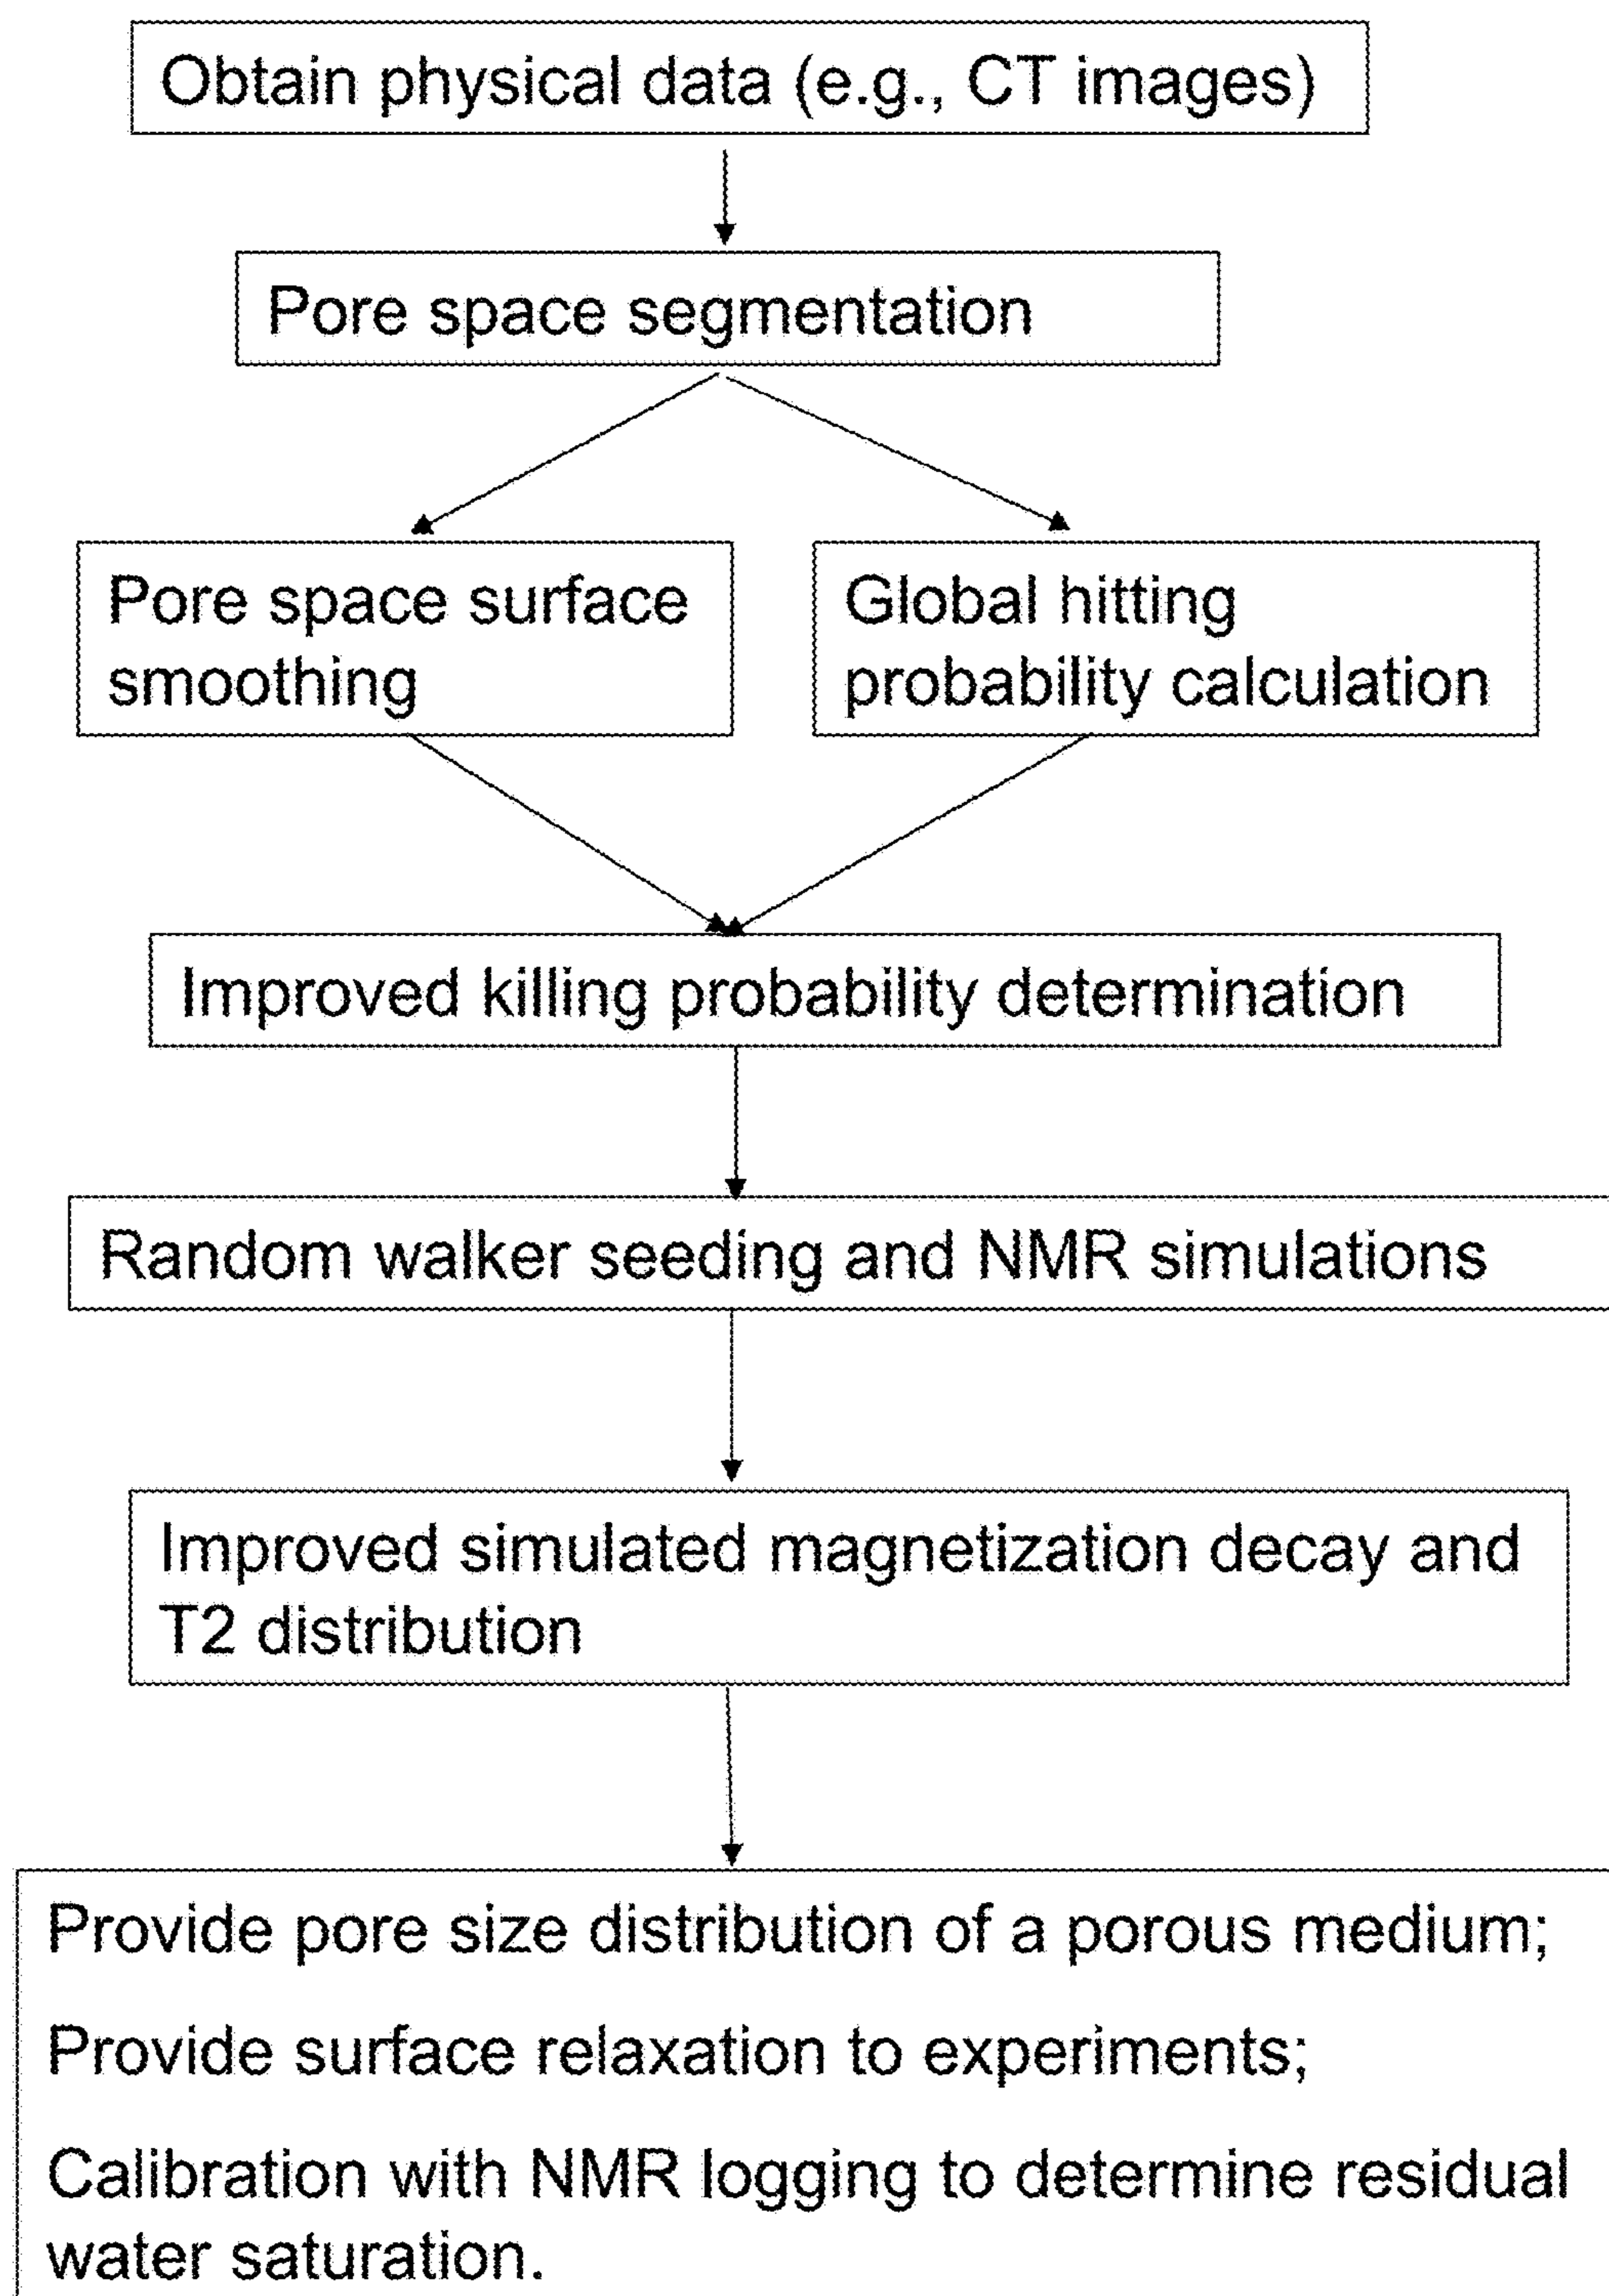 Obtain physical data (e.g., CT images)
Pore space segmentation
Pore space surface
smoothing
Global hitting
probability calculation
Improved killing probability determination
Random walker seeding and NMR simulations
Improved simulated magnetization decay and
T2 distribution
Provide pore size distribution of a porous medium;
Provide surface relaxation to experiments;
Calibration with NMR logging to determine residual
water saturation.